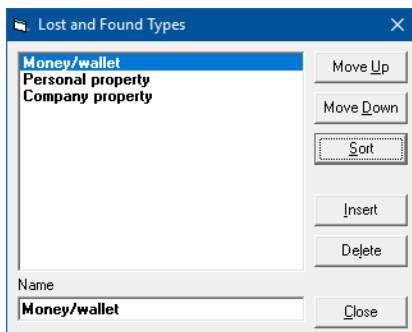 Lost and Found Types
Money/wallet
Personal property
Company property
Move Up
Move Down
Sort
Insert
Delete
Name
Money/wallet
Close